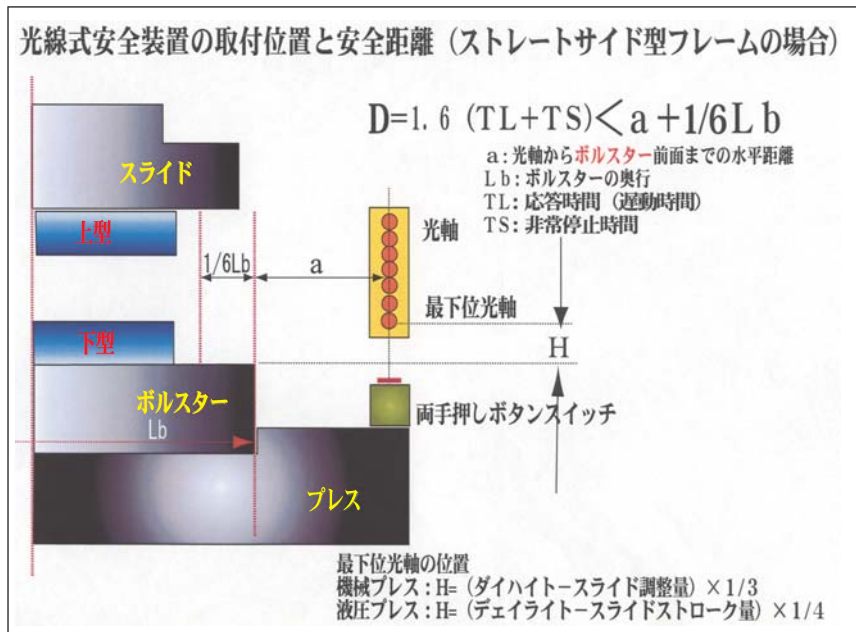 光線式安全装置の取付位置と安全距離（ストレートサイド型フレームの場合）
D=1.6（TL+TS）＜a+1/6Lb
a：光軸からボルスター前面までの水平距離
Lb：ボルスターの奥行
TL：応答時間（遅動時間）
TS：非常停止時間
スライド
上型
1/6Lb
a
光軸
最下位光軸
下型
H
ボルスター
Lb
両手押しボタンスイッチ
プレス
最下位光軸の位置
機械プレス：H=（ダイハイト－スライド調整量）×1/3
液圧プレス：H=（デェイライト－スライドストローク量）×1/4